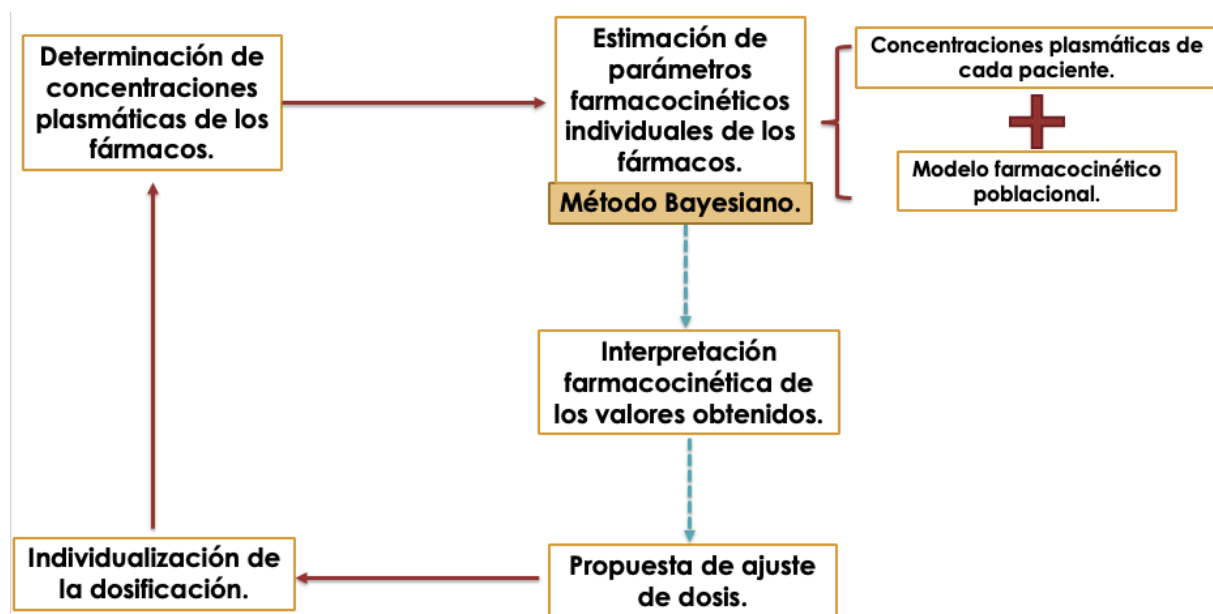 Determinación de
concentraciones
plasmáticas de los
fármacos.
Estimación de
parámetros
farmacocinéticos
individuales de los
fármacos.
Método Bayesiano.
Concentraciones plasmáticas de
cada paciente.
Modelo farmacocinético
poblacional.
Interpretación
farmacocinética de
los valores obtenidos.
Propuesta de ajuste
de dosis.
Individualización de
la dosificación.